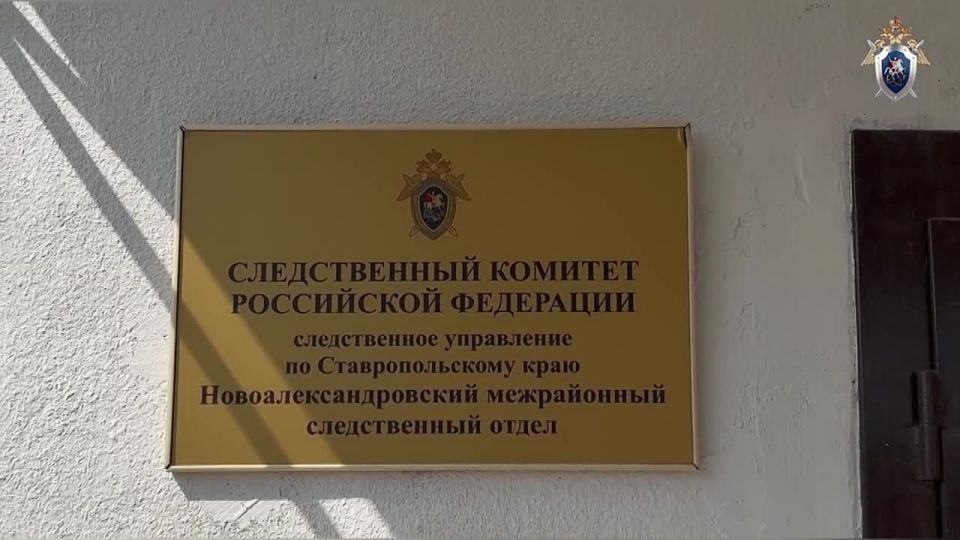 СЛЕДСТВЕННЫЙ КОМИТЕТ
РОССИЙСКОЙ ФЕДЕРАЦИИ
следственное управление
по Ставропольскому краю
Новоалександровский межрайонный
следственный отдел